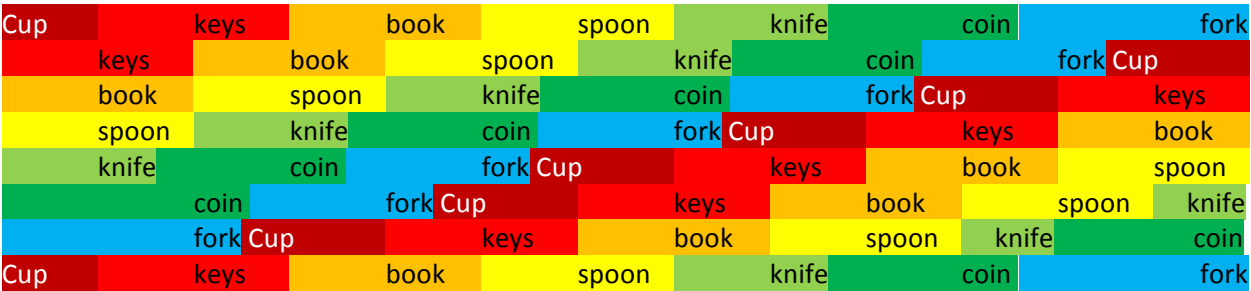 Cup keys book spoon knife coin fork
keys book spoon knife coin fork Cup
book spoon knife coin fork Cup keys
spoon knife coin fork Cup keys book
knife coin fork Cup keys book spoon
coin fork Cup keys book spoon knife
fork Cup keys book spoon knife coin
Cup keys book spoon knife coin fork